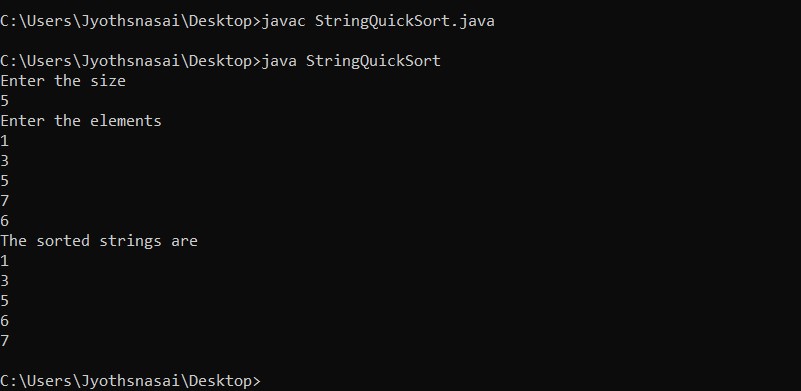 C:\Users\Jyothsnasai\Desktop>javac StringQuickSort.java
C:\Users\Jyothsnasai\Desktop>java StringQuickSort
Enter the size
5
Enter the elements
1
3
5
7
6
The sorted strings are
1
3
5
6
7
C:\Users\Jyothsnasai\Desktop>